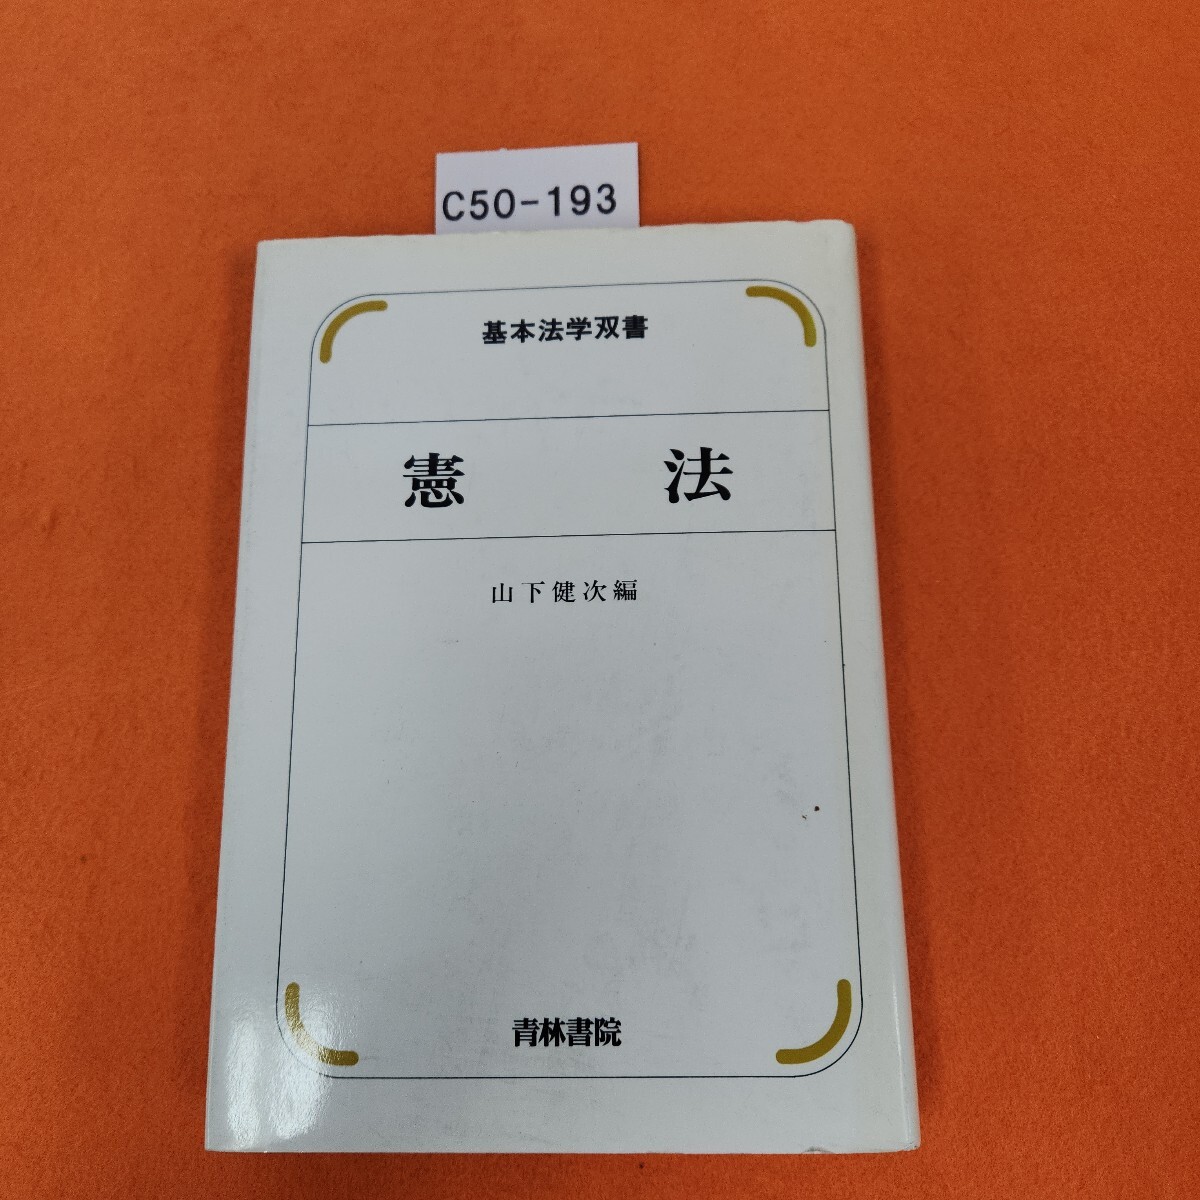 C50-193
基本法学双書
憲 法
山下健次編
青林書院